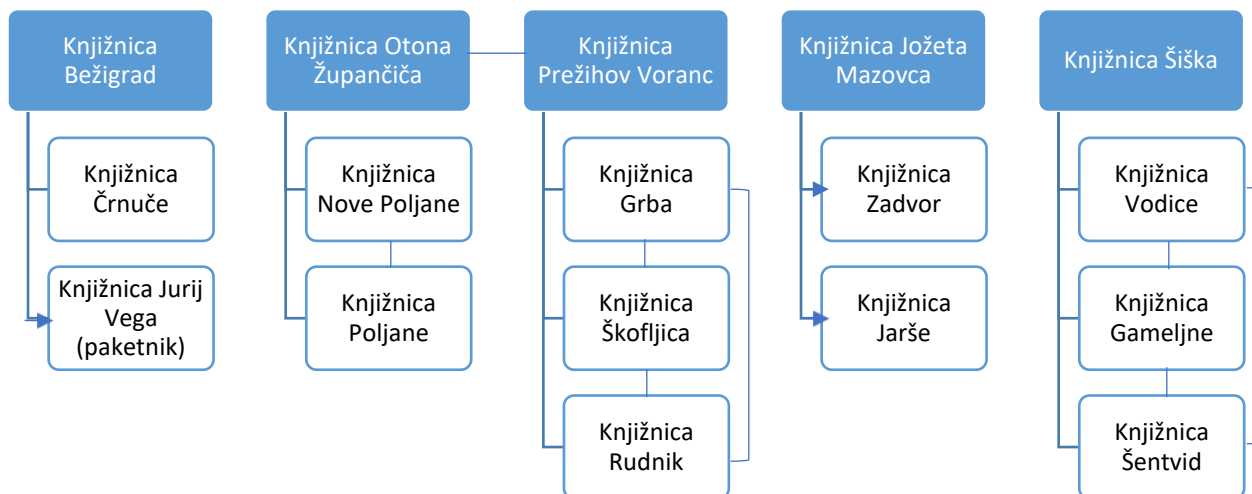 Knjižnica
Bežigrad
Knjižnica Otona
Župančiča
Knjižnica
Prežihov Voranc
Knjižnica Jožeta
Mazovca
Knjižnica Šiška
Knjižnica
Črnuče
Knjižnica
Nove Poljane
Knjižnica
Grba
Knjižnica
Zadvor
Knjižnica
Vodice
Knjižnica Jurij
Vega
(paketnik)
Knjižnica
Poljane
Knjižnica
Škofljica
Knjižnica
Jarše
Knjižnica
Gameljne
Knjižnica
Rudnik
Knjižnica
Šentvid